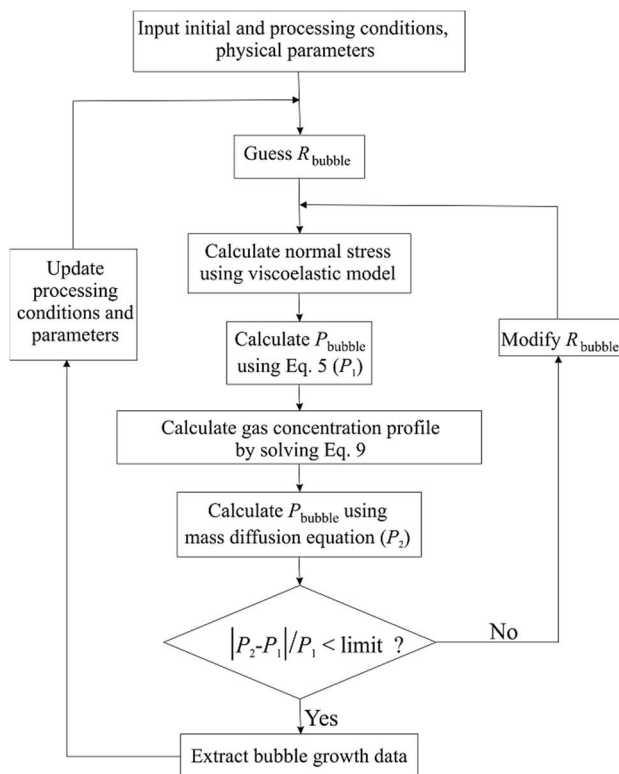 Input initial and processing conditions,
physical parameters
Guess R_bubble
Calculate normal stress
using viscoelastic model
Update
processing
conditions and
parameters
Calculate P_bubble
using Eq. 5 (P_1)
Modify R_bubble
Calculate gas concentration profile
by solving Eq. 9
Calculate P_bubble using
mass diffusion equation (P_2)
|P_2-P_1|/P_1 < limit ?
No
Yes
Extract bubble growth data